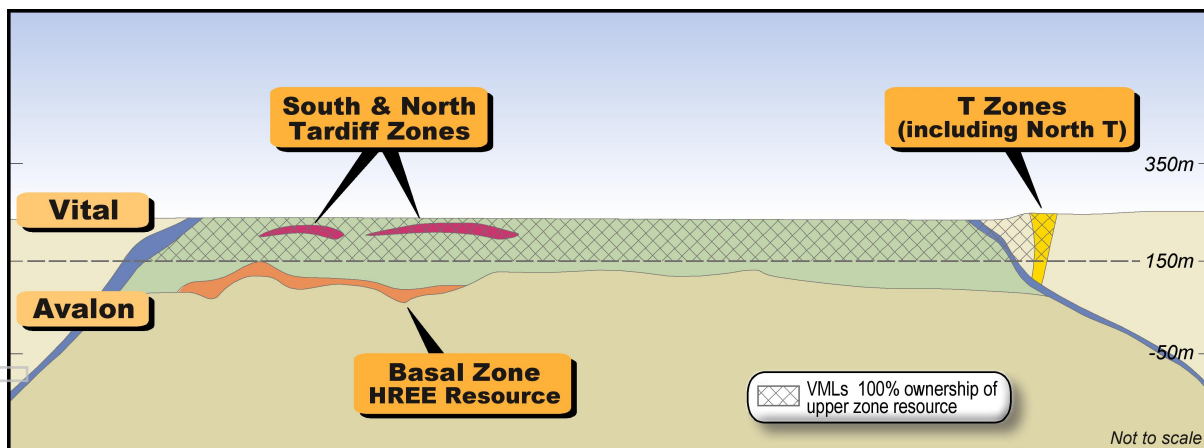 South & North
Tardiff Zones
T Zones
(including North T)
350m
Vital
150m
Avalon
-50m
Basal Zone
HREE Resource
VMLs 100% ownership of
upper zone resource
Not to scale